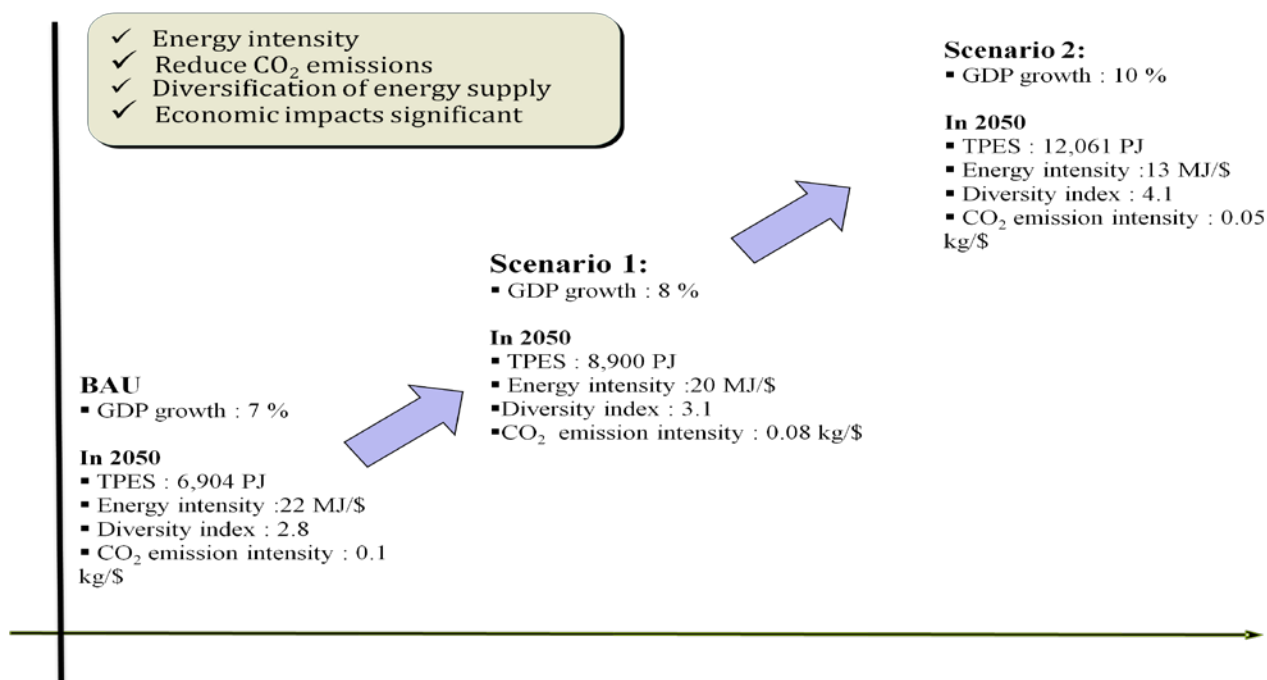 ✓ Energy intensity
✓ Reduce CO₂ emissions
✓ Diversification of energy supply
✓ Economic impacts significant
Scenario 2:
▪ GDP growth : 10 %
In 2050
▪ TPES : 12,061 PJ
▪ Energy intensity :13 MJ/$
▪ Diversity index : 4.1
▪ CO₂ emission intensity : 0.05
kg/$
Scenario 1:
▪ GDP growth : 8 %
In 2050
▪ TPES : 8,900 PJ
▪ Energy intensity :20 MJ/$
▪Diversity index : 3.1
▪CO₂ emission intensity : 0.08 kg/$
BAU
▪ GDP growth : 7 %
In 2050
▪ TPES : 6,904 PJ
▪ Energy intensity :22 MJ/$
▪ Diversity index : 2.8
▪ CO₂ emission intensity : 0.1
kg/$